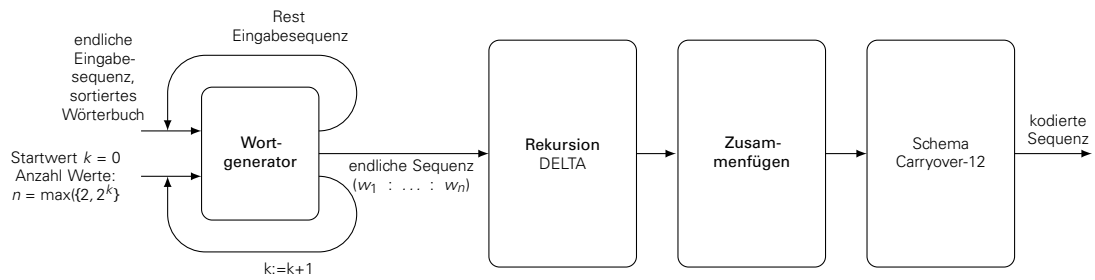 Rest
Eingabesequenz
endliche
Eingabe-
sequenz,
sortiertes
Wörterbuch
Startwert k = 0
Anzahl Werte:
n = max({2, 2^k}
Wort-
generator
k:=k+1
endliche Sequenz
(w₁ : … : wₙ)
Rekursion
DELTA
Zusam-
menfügen
Schema
Carryover-12
kodierte
Sequenz